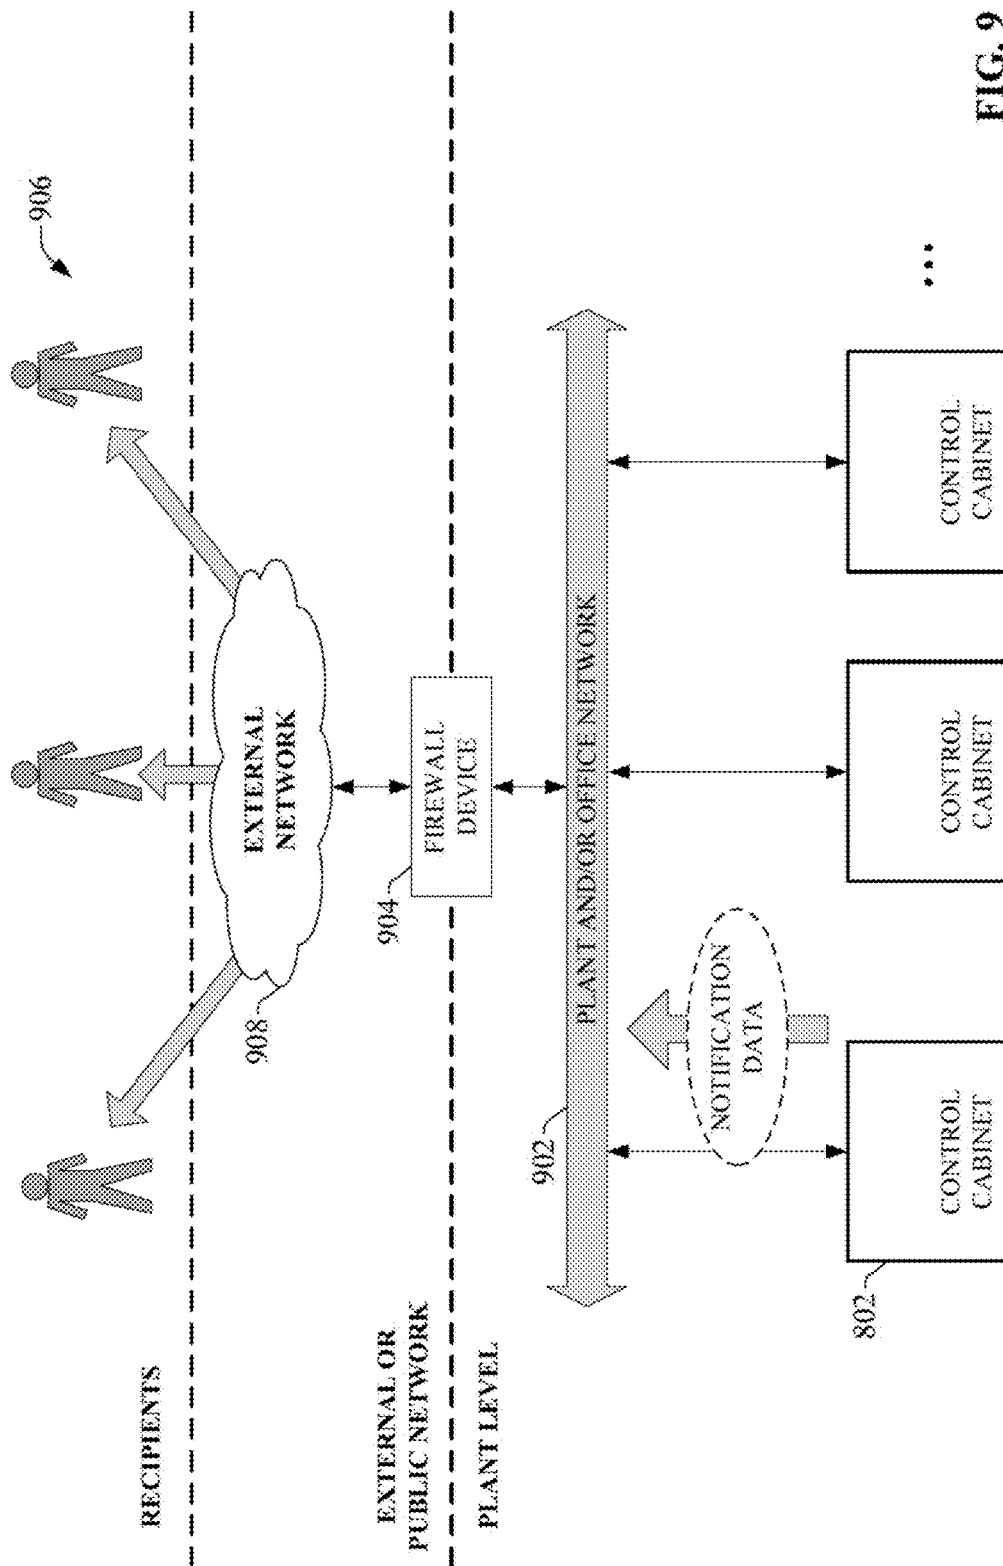 906
RECIPIENTS
EXTERNAL
NETWORK
908
EXTERNAL OR
PUBLIC NETWORK
904
FIREWALL
DEVICE
PLANT LEVEL
902
PLANT AND/OR OFFICE NETWORK
NOTIFICATION
DATA
802
CONTROL
CABINET
CONTROL
CABINET
CONTROL
CABINET
...
FIG. 9